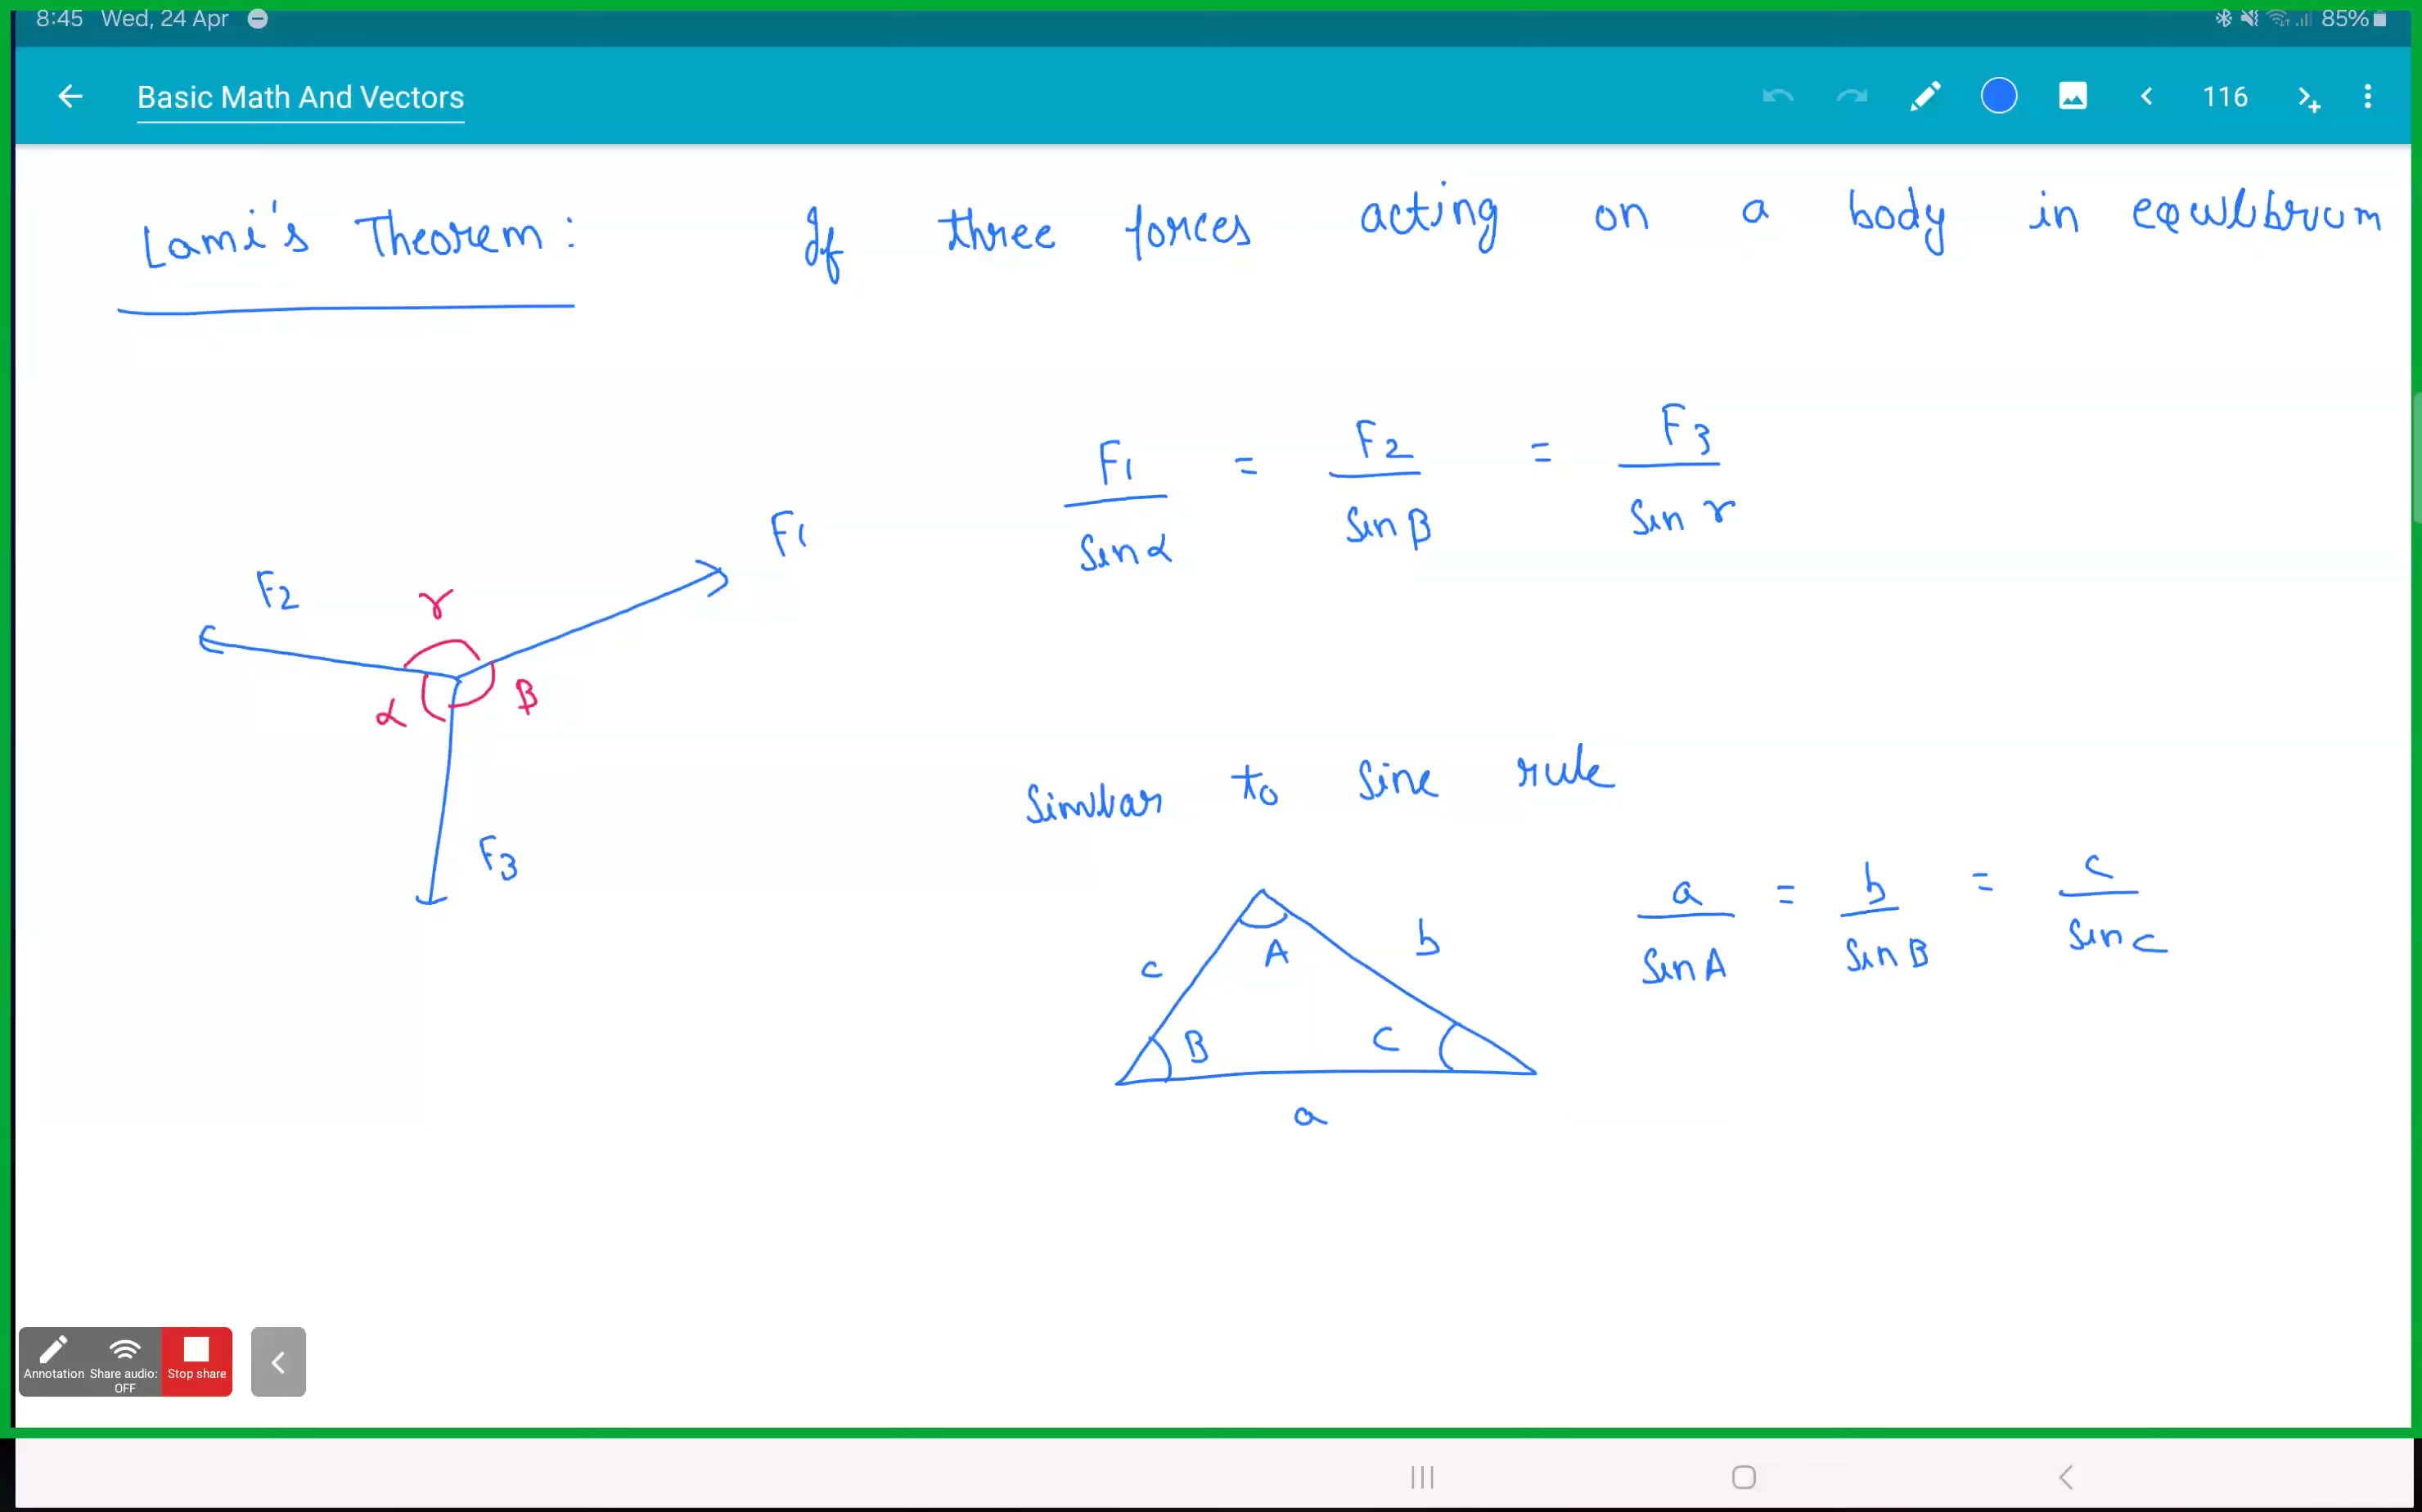 8:45 Wed, 24 Apr
85%
Basic Math And Vectors
116
Lami's Theorem : If three forces acting on a body in equilibrium
F1 / Sin α = F2 / Sin β = F3 / Sin γ
F1
F2
γ
α
β
F3
Similar to Sine rule
a / Sin A = b / Sin B = c / Sin C
c
A
b
B
C
a
Annotation
Share audio: OFF
Stop share